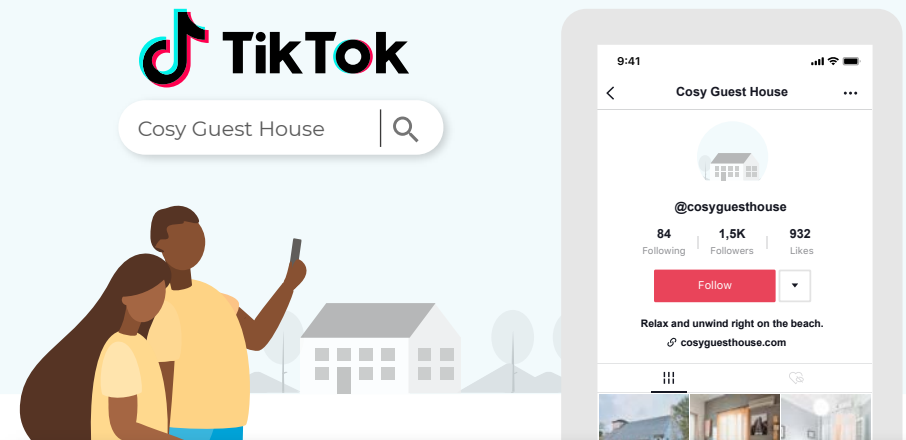 TikTok
Cosy Guest House
9:41
Cosy Guest House
@cosyguesthouse
84 1,5K 932
Following Followers Likes
Follow
Relax and unwind right on the beach.
cosyguesthouse.com